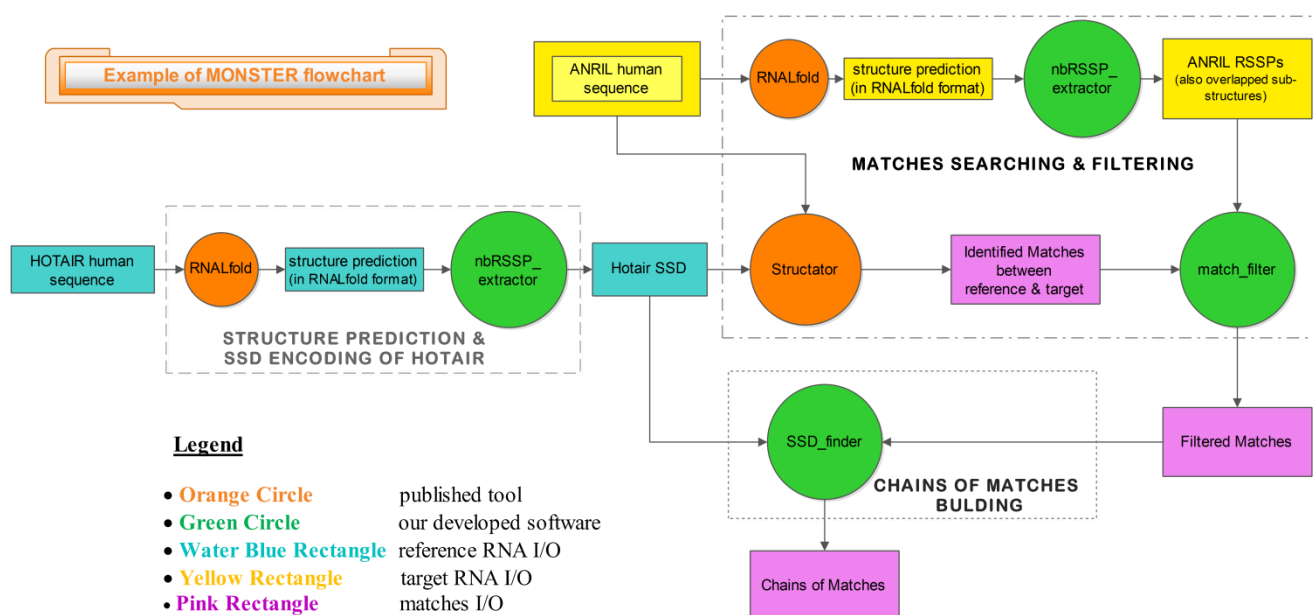 Example of MONSTER flowchart
ANRIL human
sequence
RNALfold
structure prediction
(in RNALfold format)
nbRSSP_
extractor
ANRIL RSSPs
(also overlapped sub-
structures)
MATCHES SEARCHING & FILTERING
HOTAIR human
sequence
RNALfold
structure prediction
(in RNALfold format)
nbRSSP_
extractor
Hotair SSD
Structator
Identified Matches
between
reference & target
match_filter
STRUCTURE PREDICTION &
SSD ENCODING OF HOTAIR
SSD_finder
Filtered Matches
CHAINS OF MATCHES
BULDING
Chains of Matches
Legend
• Orange Circle published tool
• Green Circle our developed software
• Water Blue Rectangle reference RNA I/O
• Yellow Rectangle target RNA I/O
• Pink Rectangle matches I/O